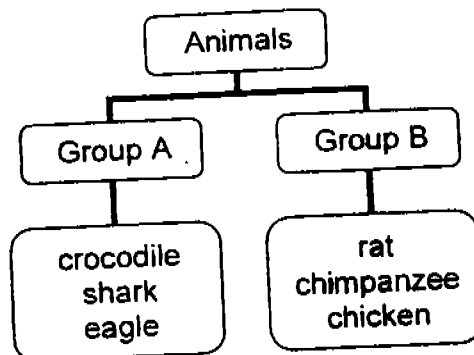 Animals
Group A
Group B
crocodile
shark
eagle
rat
chimpanzee
chicken